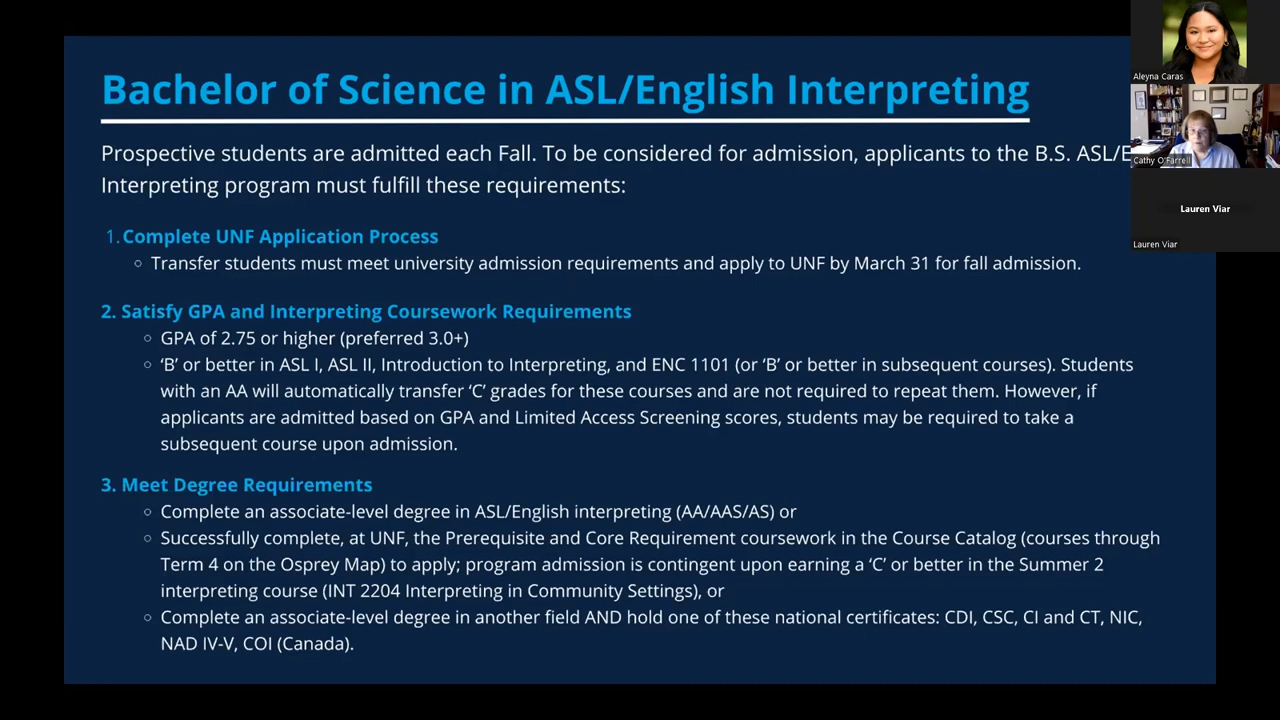 Bachelor of Science in ASL/English Interpreting
Prospective students are admitted each Fall. To be considered for admission, applicants to the B.S. ASL/E
Interpreting program must fulfill these requirements:
1. Complete UNF Application Process
◦ Transfer students must meet university admission requirements and apply to UNF by March 31 for fall admission.
2. Satisfy GPA and Interpreting Coursework Requirements
◦ GPA of 2.75 or higher (preferred 3.0+)
◦ ‘B’ or better in ASL I, ASL II, Introduction to Interpreting, and ENC 1101 (or ‘B’ or better in subsequent courses). Students
with an AA will automatically transfer ‘C’ grades for these courses and are not required to repeat them. However, if
applicants are admitted based on GPA and Limited Access Screening scores, students may be required to take a
subsequent course upon admission.
3. Meet Degree Requirements
◦ Complete an associate-level degree in ASL/English interpreting (AA/AAS/AS) or
◦ Successfully complete, at UNF, the Prerequisite and Core Requirement coursework in the Course Catalog (courses through
Term 4 on the Osprey Map) to apply; program admission is contingent upon earning a ‘C’ or better in the Summer 2
interpreting course (INT 2204 Interpreting in Community Settings), or
◦ Complete an associate-level degree in another field AND hold one of these national certificates: CDI, CSC, CI and CT, NIC,
NAD IV-V, COI (Canada).
Aleyna Caras
Cathy O'Farrell
Lauren Viar
Lauren Viar